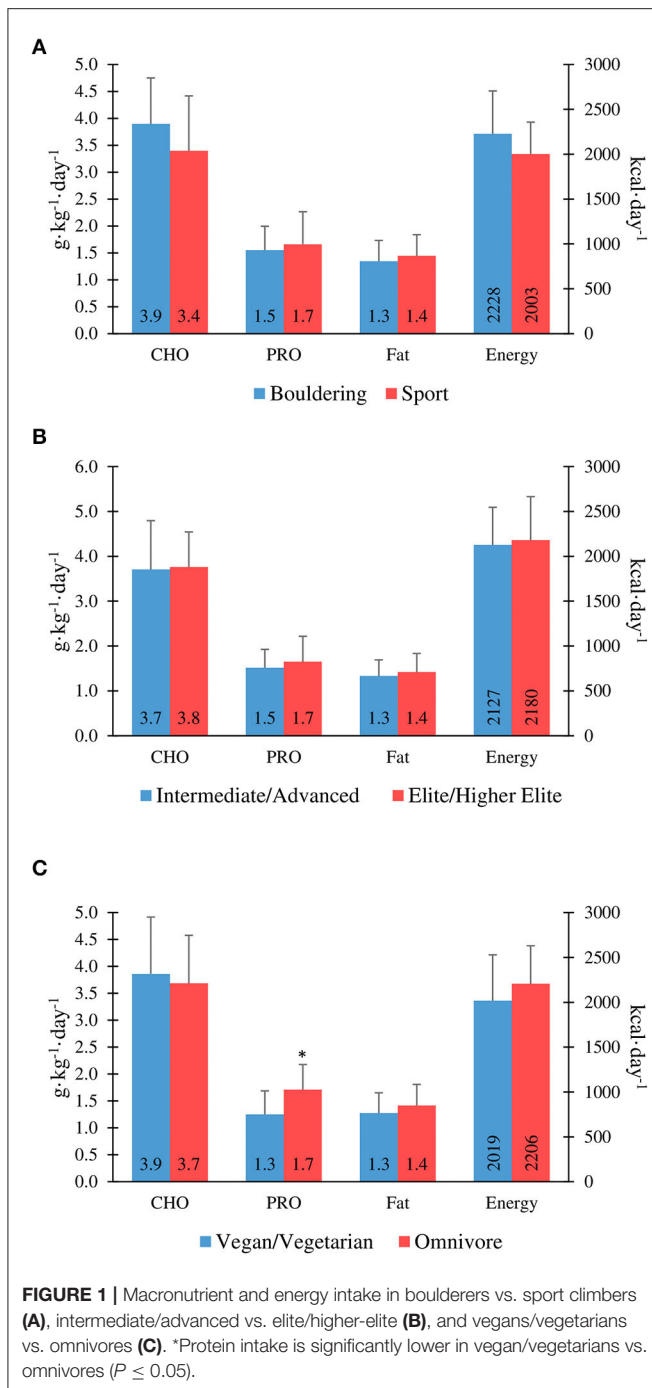 A
5.0
4.5
4.0
3.5
3.0
2.5
2.0
1.5
1.0
0.5
0.0
g·kg-1·day-1
3000
2500
2000
1500
1000
500
0
kcal·day-1
3.9 3.4 1.5 1.7 1.3 1.4 2228 2003
CHO PRO Fat Energy
Bouldering Sport
B
6.0
5.0
4.0
3.0
2.0
1.0
0.0
g·kg-1·day-1
3000
2500
2000
1500
1000
500
0
kcal·day-1
3.7 3.8 1.5 1.7 1.3 1.4 2127 2180
CHO PRO Fat Energy
Intermediate/Advanced Elite/Higher Elite
C
5.0
4.5
4.0
3.5
3.0
2.5
2.0
1.5
1.0
0.5
0.0
g·kg-1·day-1
3000
2500
2000
1500
1000
500
0
kcal·day-1
*
3.9 3.7 1.3 1.7 1.3 1.4 2019 2206
CHO PRO Fat Energy
Vegan/Vegetarian Omnivore
FIGURE 1 | Macronutrient and energy intake in boulderers vs. sport climbers
(A), intermediate/advanced vs. elite/higher-elite (B), and vegans/vegetarians
vs. omnivores (C). *Protein intake is significantly lower in vegan/vegetarians vs.
omnivores (P ≤ 0.05).